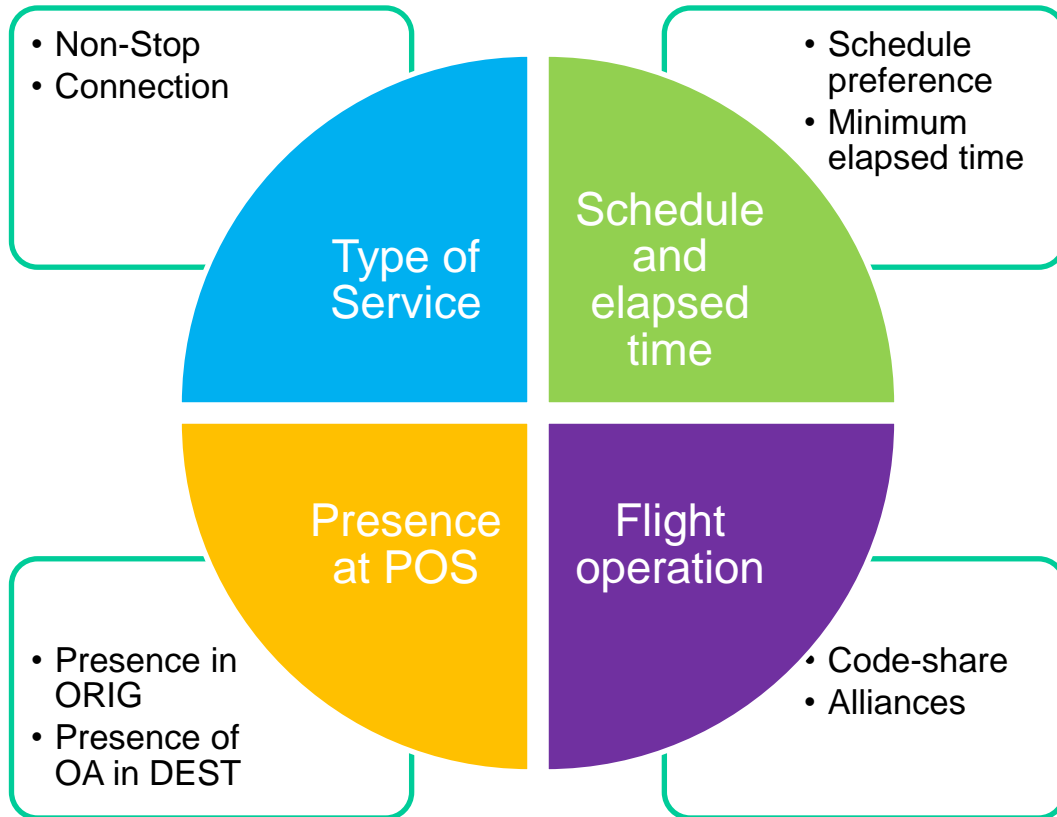 • Non-Stop
• Connection
• Schedule
preference
• Minimum
elapsed time
Type of
Service
Schedule
and
elapsed
time
Presence
at POS
Flight
operation
• Presence in
ORIG
• Presence of
OA in DEST
• Code-share
• Alliances